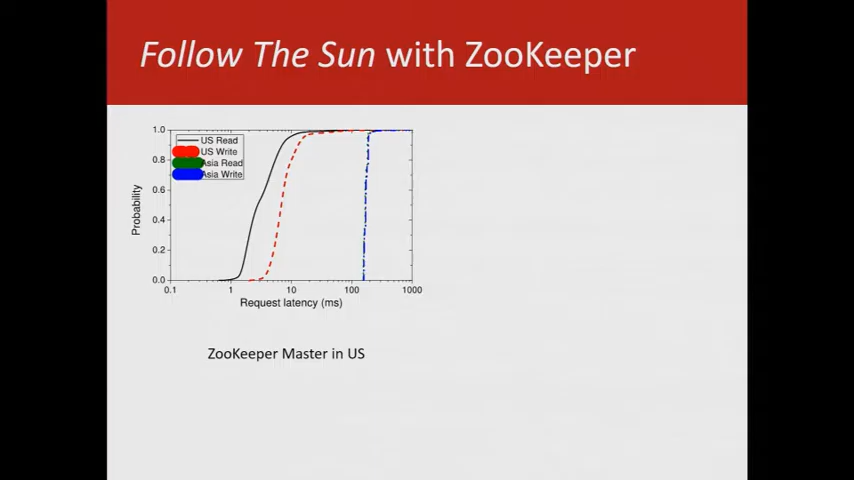 Follow The Sun with ZooKeeper
1.0
0.8
0.6
0.4
0.2
0.0
Probability
US Read
US Write
Asia Read
Asia Write
0.1 1 10 100 1000
Request latency (ms)
ZooKeeper Master in US